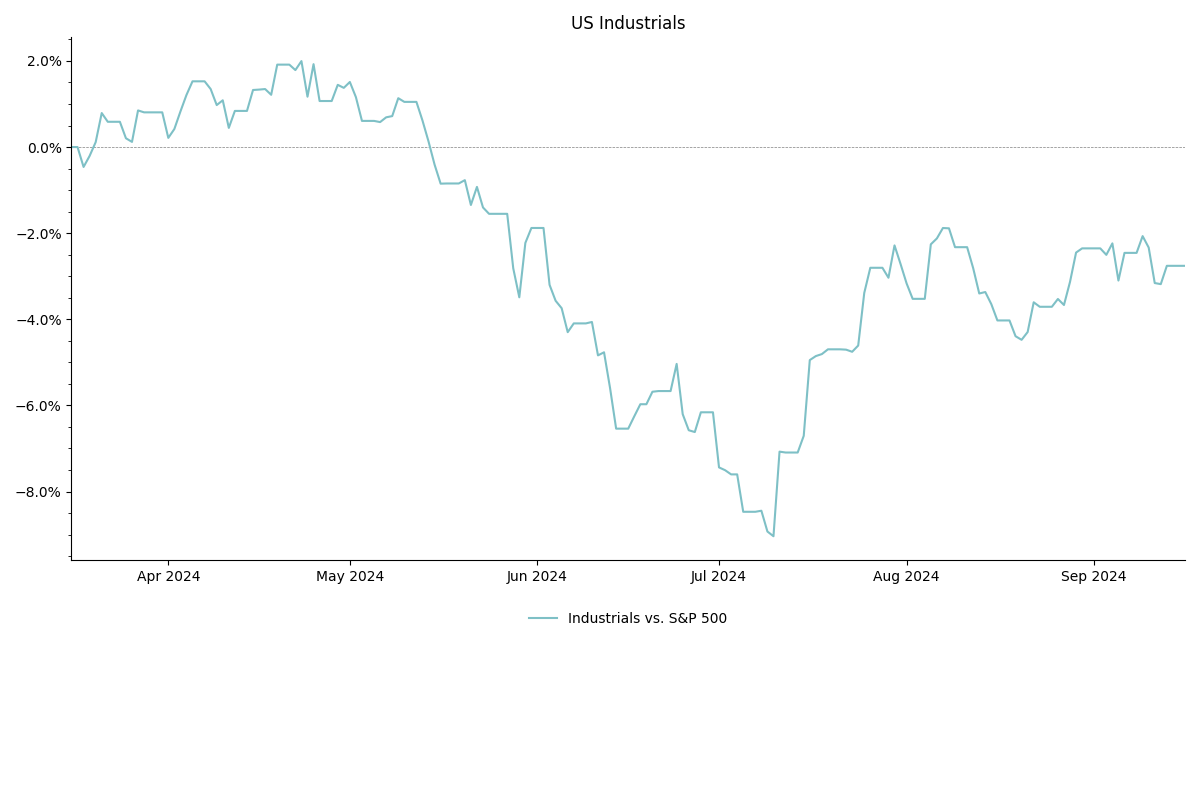 US Industrials
2.0%
0.0%
−2.0%
−4.0%
−6.0%
−8.0%
Apr 2024
May 2024
Jun 2024
Jul 2024
Aug 2024
Sep 2024
Industrials vs. S&P 500